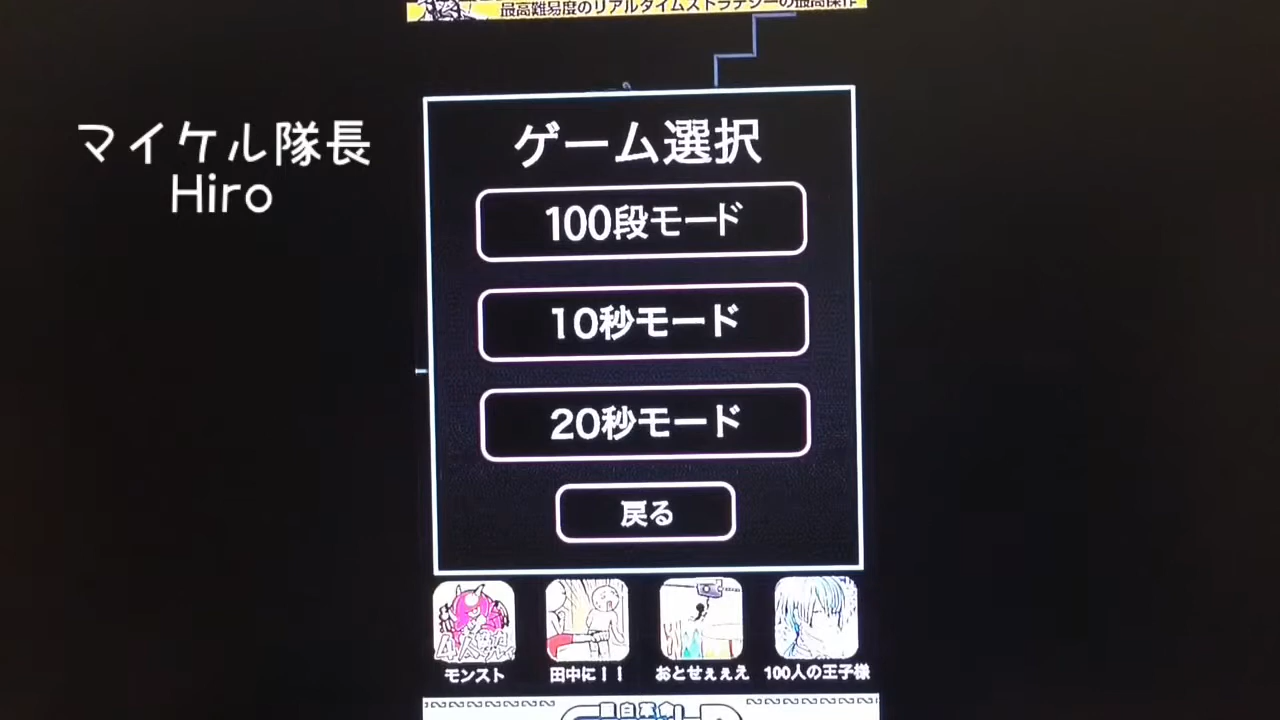 最高難易度のリアルタイムストラテジーの最高傑作
マイケル隊長
Hiro
ゲーム選択
100段モード
10秒モード
20秒モード
戻る
モンスト
田中に！！
おとせぇぇえ
100人の王子様